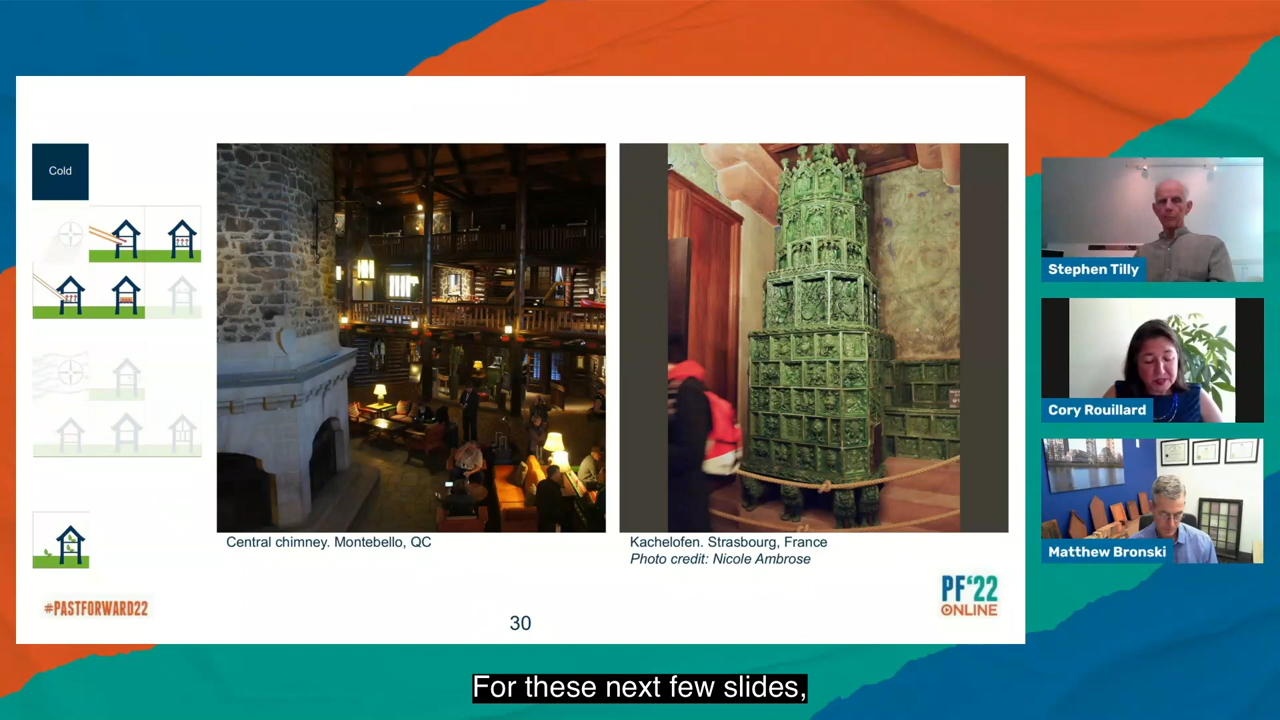 Cold
Central chimney. Montebello, QC
Kachelofen. Strasbourg, France
Photo credit: Nicole Ambrose
#PASTFORWARD22
30
PF'22
ONLINE
Stephen Tilly
Cory Rouillard
Matthew Bronski
For these next few slides,